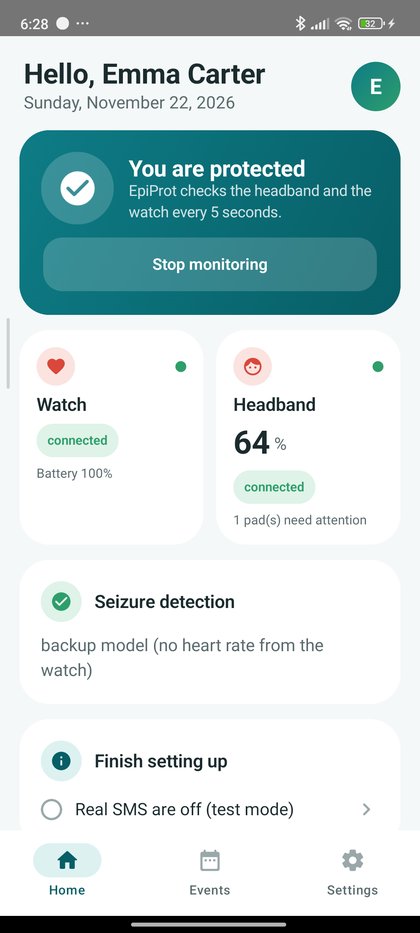 6:28
32
Hello, Emma Carter
Sunday, November 22, 2026
E
You are protected
EpiProt checks the headband and the
watch every 5 seconds.
Stop monitoring
Watch
connected
Battery 100%
Headband
64 %
connected
1 pad(s) need attention
Seizure detection
backup model (no heart rate from the
watch)
Finish setting up
Real SMS are off (test mode)
Home
Events
Settings